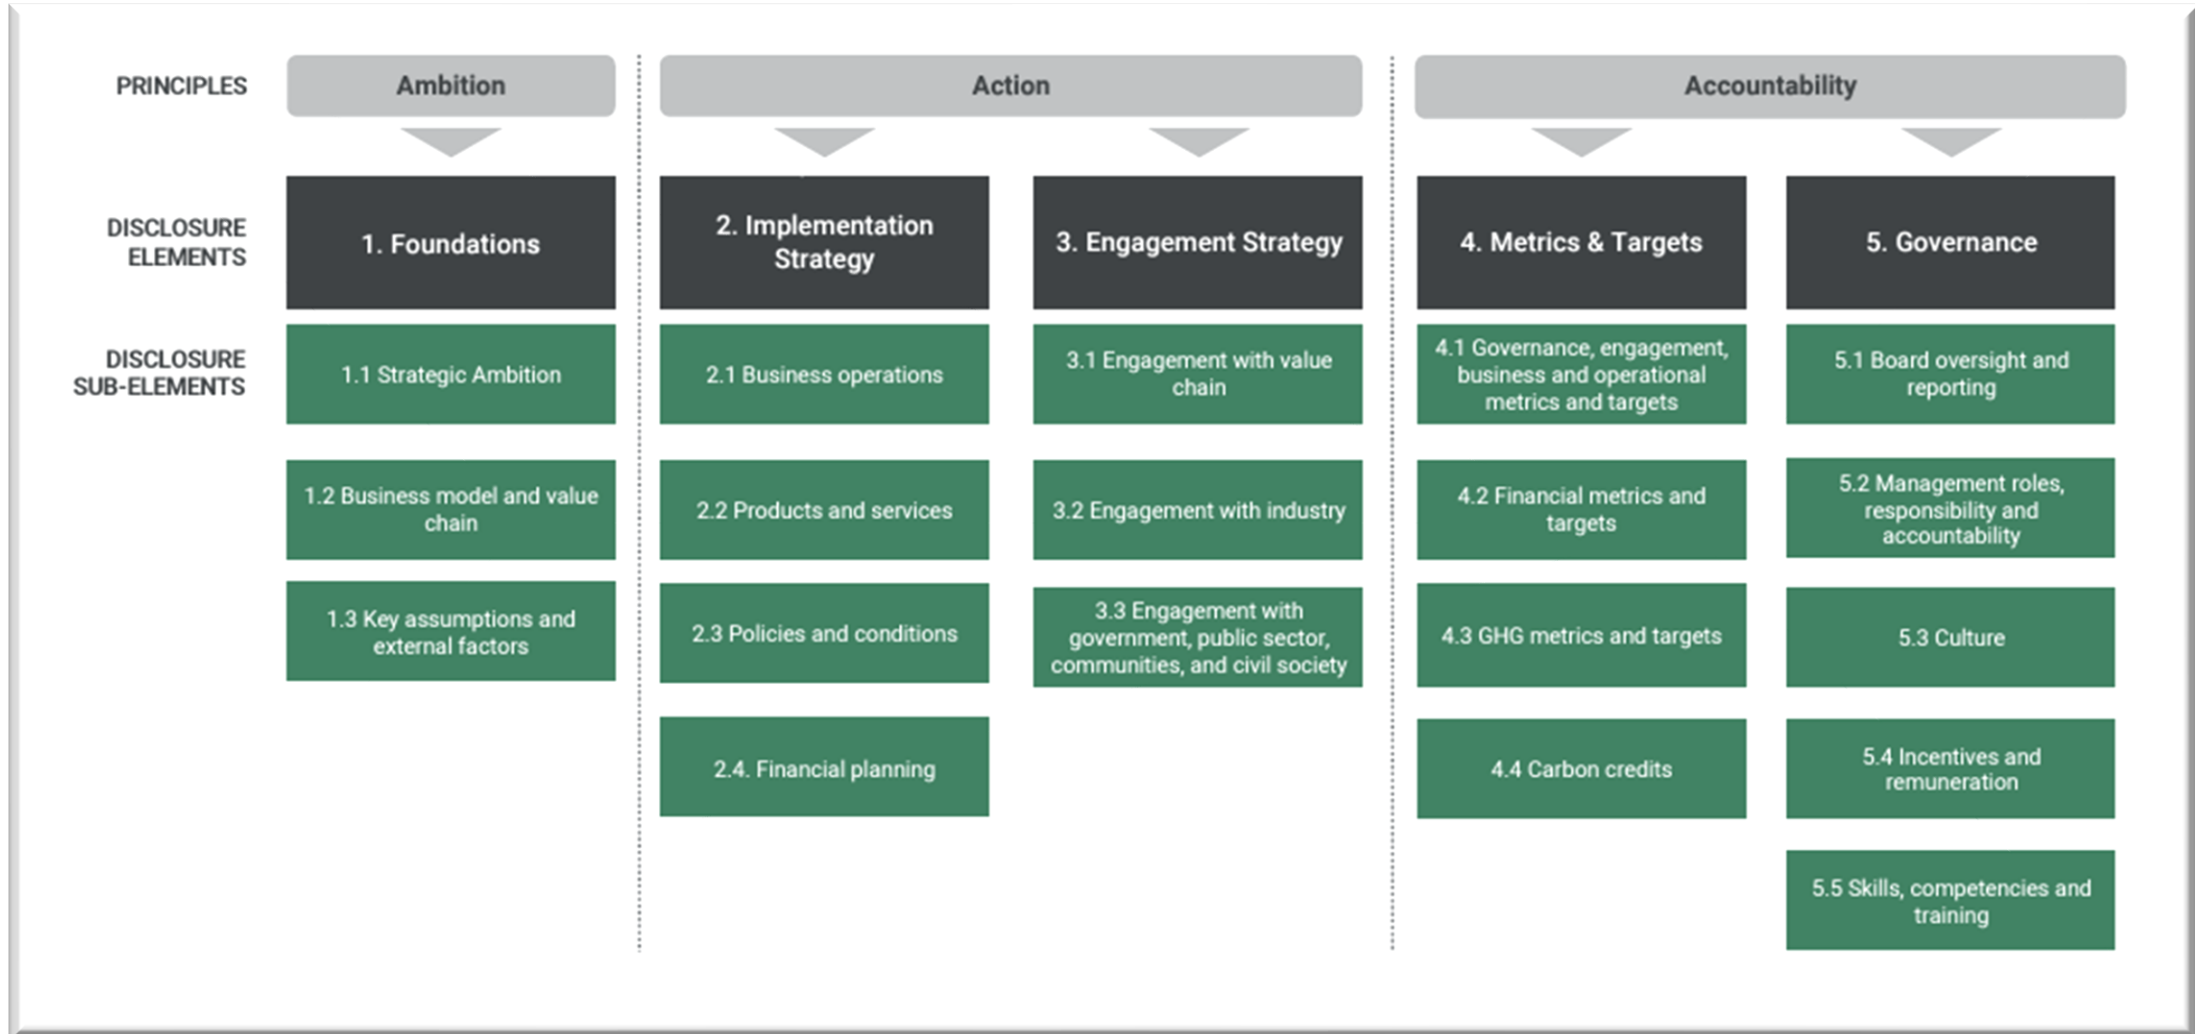 PRINCIPLES
Ambition
Action
Accountability
DISCLOSURE
ELEMENTS
1. Foundations
2. Implementation
Strategy
3. Engagement Strategy
4. Metrics & Targets
5. Governance
DISCLOSURE
SUB-ELEMENTS
1.1 Strategic Ambition
2.1 Business operations
3.1 Engagement with value
chain
4.1 Governance, engagement,
business and operational
metrics and targets
5.1 Board oversight and
reporting
1.2 Business model and value
chain
2.2 Products and services
3.2 Engagement with industry
4.2 Financial metrics and
targets
5.2 Management roles,
responsibility and
accountability
1.3 Key assumptions and
external factors
2.3 Policies and conditions
3.3 Engagement with
government, public sector,
communities, and civil society
4.3 GHG metrics and targets
5.3 Culture
2.4. Financial planning
4.4 Carbon credits
5.4 Incentives and
remuneration
5.5 Skills, competencies and
training